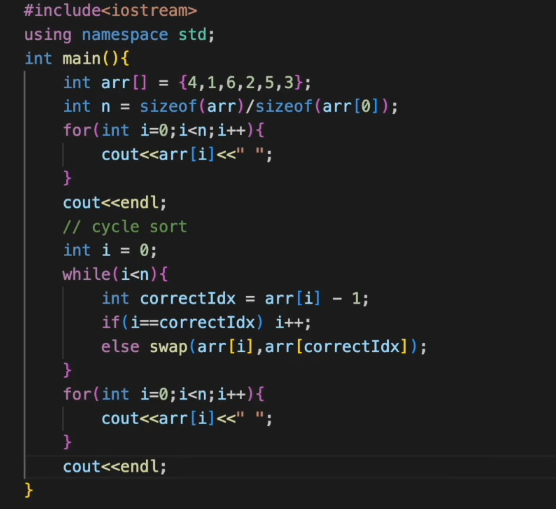 #include<iostream>
using namespace std;
int main(){
    int arr[] = {4,1,6,2,5,3};
    int n = sizeof(arr)/sizeof(arr[0]);
    for(int i=0;i<n;i++){
        cout<<arr[i]<<" ";
    }
    cout<<endl;
    // cycle sort
    int i = 0;
    while(i<n){
        int correctIdx = arr[i] - 1;
        if(i==correctIdx) i++;
        else swap(arr[i],arr[correctIdx]);
    }
    for(int i=0;i<n;i++){
        cout<<arr[i]<<" ";
    }
    cout<<endl;
}